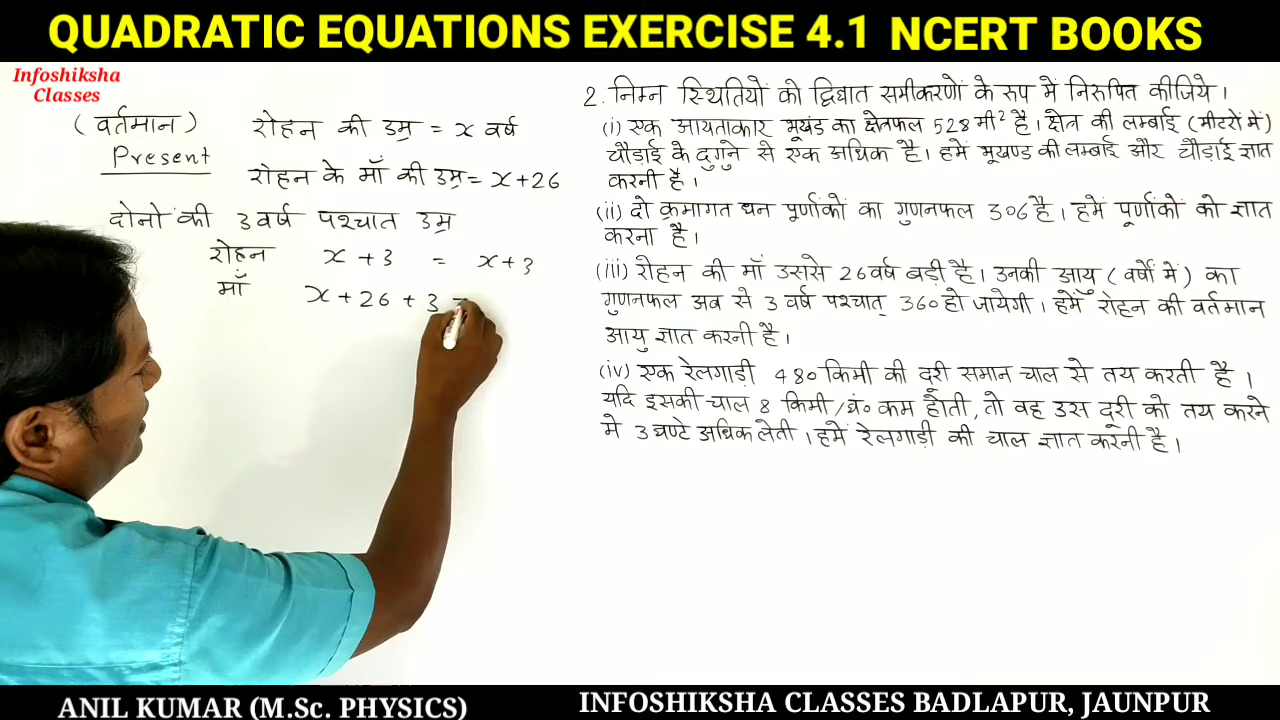 QUADRATIC EQUATIONS EXERCISE 4.1 NCERT BOOKS
Infoshiksha
Classes
(वर्तमान)
Present
रोहन की उम्र = x वर्ष
रोहन के माँ की उम्र = x+26
दोनों की 3 वर्ष पश्चात उम्र
रोहन x + 3 = x+3
माँ x + 26 + 3 =
2. निम्न स्थितियों को द्विघात समीकरणों के रूप में निरूपित कीजिये।
(i) एक आयताकार भूखंड का क्षेत्रफल 528 मी² है। क्षेत्र की लम्बाई (मीटरों में)
चौड़ाई के दुगुने से एक अधिक है। हमें भूखण्ड की लम्बाई और चौड़ाई ज्ञात
करनी है।
(ii) दो क्रमागत धन पूर्णांकों का गुणनफल 306 है। हमें पूर्णांकों को ज्ञात
करना है।
(iii) रोहन की माँ उससे 26 वर्ष बड़ी है। उनकी आयु (वर्षों में) का
गुणनफल अब से 3 वर्ष पश्चात् 360 हो जायेगी। हमें रोहन की वर्तमान
आयु ज्ञात करनी है।
(iv) एक रेलगाड़ी 480 किमी की दूरी समान चाल से तय करती है।
यदि इसकी चाल 8 किमी/घं० कम होती, तो वह उस दूरी को तय करने
मे 3 घण्टे अधिक लेती। हमें रेलगाड़ी की चाल ज्ञात करनी है।
ANIL KUMAR (M.Sc. PHYSICS)
INFOSHIKSHA CLASSES BADLAPUR, JAUNPUR